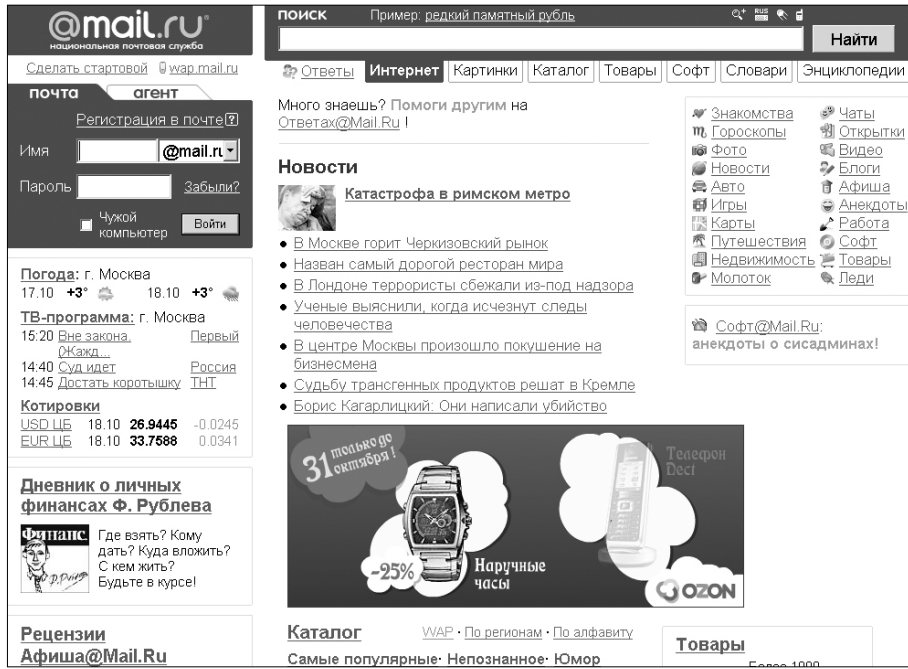 @mail.ru
национальная почтовая служба
Сделать стартовой wap.mail.ru
почта агент
Регистрация в почте ?
Имя @mail.ru
Пароль Забыли?
Чужой
компьютер
Войти
Погода: г. Москва
17.10 +3° 18.10 +3°
ТВ-программа: г. Москва
15:20 Вне закона. Первый
(Жажд...
14:40 Суд идет Россия
14:45 Достать коротышку ТНТ
Котировки
USD ЦБ 18.10 26.9445 -0.0245
EUR ЦБ 18.10 33.7588 0.0341
Дневник о личных
финансах Ф. Рублева
Финанс.
Где взять? Кому
дать? Куда вложить?
С кем жить?
Будьте в курсе!
Рецензии
Афиша@Mail.Ru
ПОИСК Пример: редкий памятный рубль RUS
Найти
Ответы Интернет Картинки Каталог Товары Софт Словари Энциклопедии
Много знаешь? Помоги другим на
Ответах@Mail.Ru !
Новости
Катастрофа в римском метро
• В Москве горит Черкизовский рынок
• Назван самый дорогой ресторан мира
• В Лондоне террористы сбежали из-под надзора
• Ученые выяснили, когда исчезнут следы
человечества
• В центре Москвы произошло покушение на
бизнесмена
• Судьбу трансгенных продуктов решат в Кремле
• Борис Кагарлицкий: Они написали убийство
Знакомства Чаты
Гороскопы Открытки
Фото Видео
Новости Блоги
Авто Афиша
Игры Анекдоты
Карты Работа
Путешествия Софт
Недвижимость Товары
Молоток Леди
Софт@Mail.Ru:
анекдоты о сисадминах!
только до
31 октября!
Телефон
Dect
-25%
Наручные
часы
OZON
Каталог WAP · По регионам · По алфавиту
Самые популярные· Непознанное· Юмор
Товары